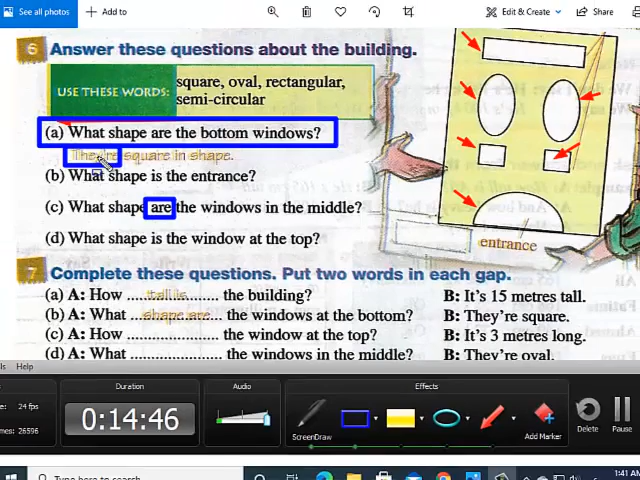 See all photos
Edit & Create
Share
6 Answer these questions about the building.
USE THESE WORDS:
square, oval, rectangular,
semi-circular
(a) What shape are the bottom windows?
They're square in shape.
(b) What shape is the entrance?
(c) What shape are the windows in the middle?
(d) What shape is the window at the top?
entrance
7 Complete these questions. Put two words in each gap.
(a) A: How ....tall is...... the building? B: It's 15 metres tall.
(b) A: What ...shape are... the windows at the bottom? B: They're square.
(c) A: How ................... the window at the top? B: It's 3 metres long.
(d) A: What ................... the windows in the middle? B: They're oval.
Help
Duration
Audio
Effects
24 fps
26596
0:14:46
ScreenDraw
Add Marker
Delete
Pause
Type here to search
1:41 AM